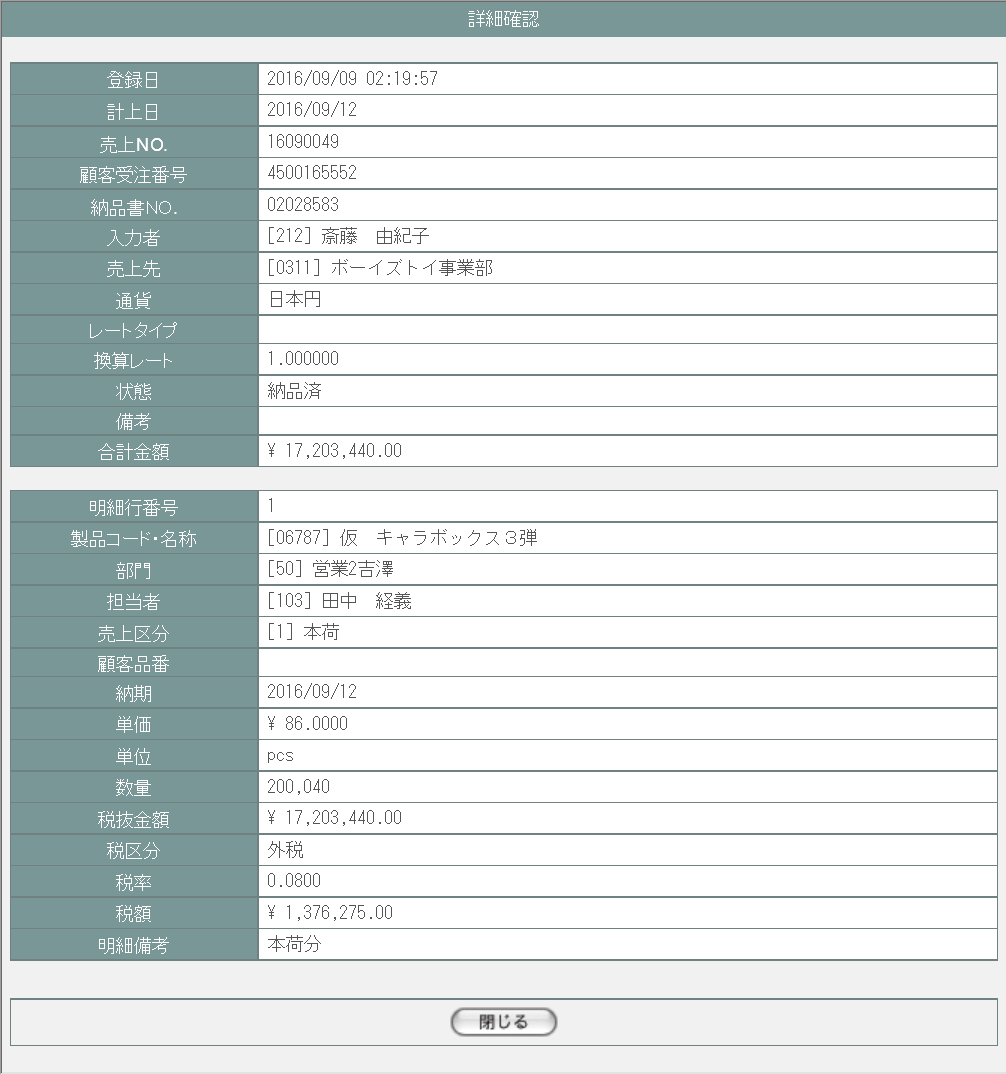 詳細確認
登録日 2016/09/09 02:19:57
計上日 2016/09/12
売上NO. 16090049
顧客受注番号 4500165552
納品書NO. 02028583
入力者 [212] 斎藤　由紀子
売上先 [0311] ボーイズトイ事業部
通貨 日本円
レートタイプ
換算レート 1.000000
状態 納品済
備考
合計金額 ¥ 17,203,440.00
明細行番号 1
製品コード・名称 [06787] 仮　キャラボックス３弾
部門 [50] 営業2吉澤
担当者 [103] 田中　経義
売上区分 [1] 本荷
顧客品番
納期 2016/09/12
単価 ¥ 86.0000
単位 pcs
数量 200,040
税抜金額 ¥ 17,203,440.00
税区分 外税
税率 0.0800
税額 ¥ 1,376,275.00
明細備考 本荷分
閉じる